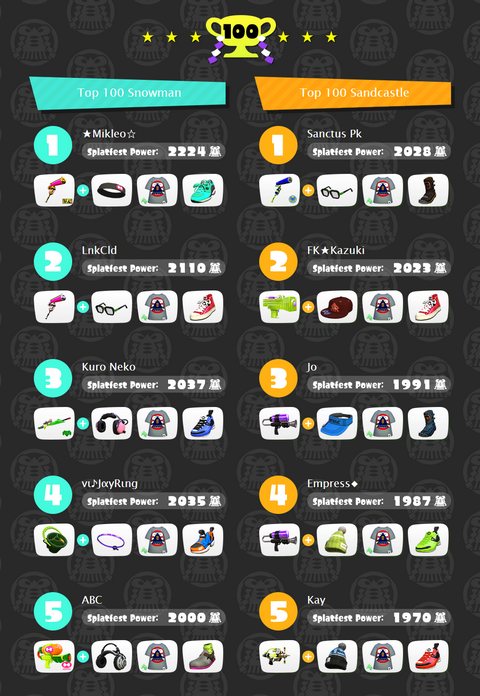 100
Top 100 Snowman
1
★Mikleo☆
Splatfest Power: 2224
2
LnkCld
Splatfest Power: 2110
3
Kuro Neko
Splatfest Power: 2037
4
νι♪JαyRιng
Splatfest Power: 2035
5
ABC
Splatfest Power: 2000
Top 100 Sandcastle
1
Sanctus Pk
Splatfest Power: 2028
2
FK★Kazuki
Splatfest Power: 2023
3
Jo
Splatfest Power: 1991
4
Empress◆
Splatfest Power: 1987
5
Kay
Splatfest Power: 1970